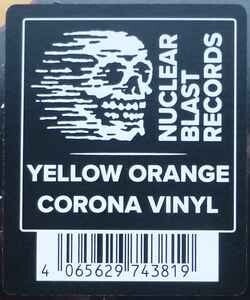 NUCLEAR
BLAST
RECORDS
YELLOW ORANGE
CORONA VINYL
4 065629 743819